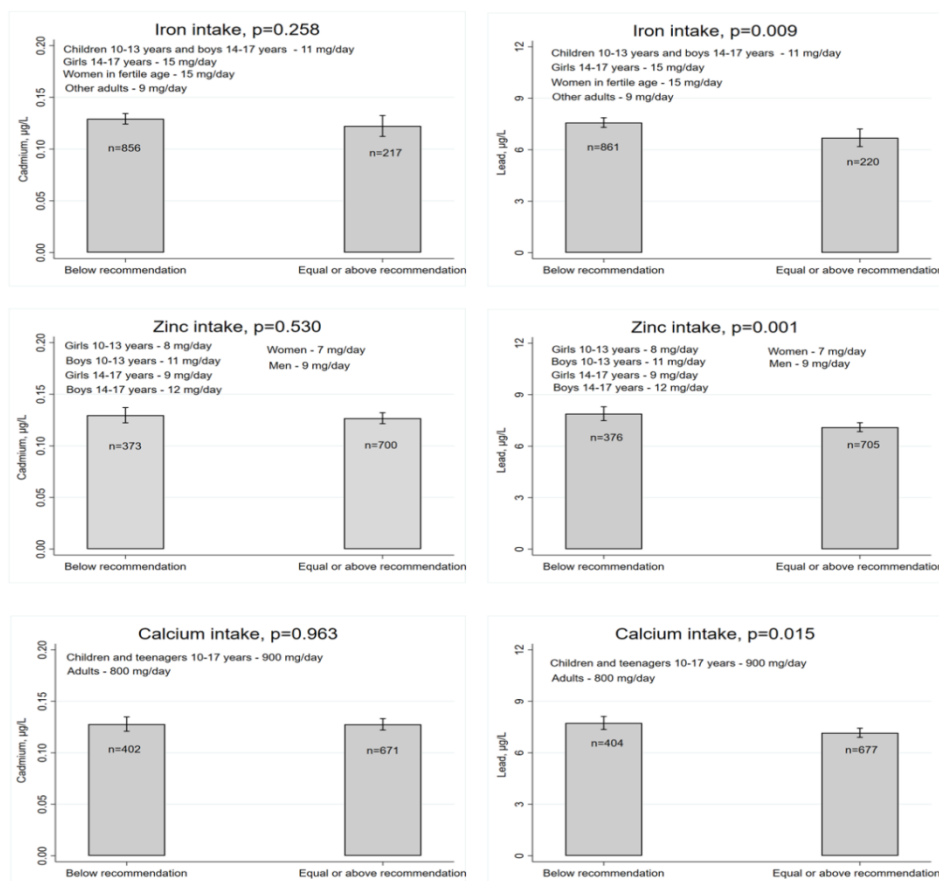 Iron intake, p=0.258
Children 10-13 years and boys 14-17 years - 11 mg/day
Girls 14-17 years - 15 mg/day
Women in fertile age - 15 mg/day
Other adults - 9 mg/day
Cadmium, µg/L
0.20
0.15
0.10
0.05
0.00
n=856
n=217
Below recommendation
Equal or above recommendation
Iron intake, p=0.009
Children 10-13 years and boys 14-17 years - 11 mg/day
Girls 14-17 years - 15 mg/day
Women in fertile age - 15 mg/day
Other adults - 9 mg/day
Lead, µg/L
12
9
6
3
0
n=861
n=220
Below recommendation
Equal or above recommendation
Zinc intake, p=0.530
Girls 10-13 years - 8 mg/day
Boys 10-13 years - 11 mg/day
Girls 14-17 years - 9 mg/day
Boys 14-17 years - 12 mg/day
Women - 7 mg/day
Men - 9 mg/day
Cadmium, µg/L
0.20
0.15
0.10
0.05
0.00
n=373
n=700
Below recommendation
Equal or above recommendation
Zinc intake, p=0.001
Girls 10-13 years - 8 mg/day
Boys 10-13 years - 11 mg/day
Girls 14-17 years - 9 mg/day
Boys 14-17 years - 12 mg/day
Women - 7 mg/day
Men - 9 mg/day
Lead, µg/L
12
9
6
3
0
n=376
n=705
Below recommendation
Equal or above recommendation
Calcium intake, p=0.963
Children and teenagers 10-17 years - 900 mg/day
Adults - 800 mg/day
Cadmium, µg/L
0.20
0.15
0.10
0.05
0.00
n=402
n=671
Below recommendation
Equal or above recommendation
Calcium intake, p=0.015
Children and teenagers 10-17 years - 900 mg/day
Adults - 800 mg/day
Lead, µg/L
12
9
6
3
0
n=404
n=677
Below recommendation
Equal or above recommendation